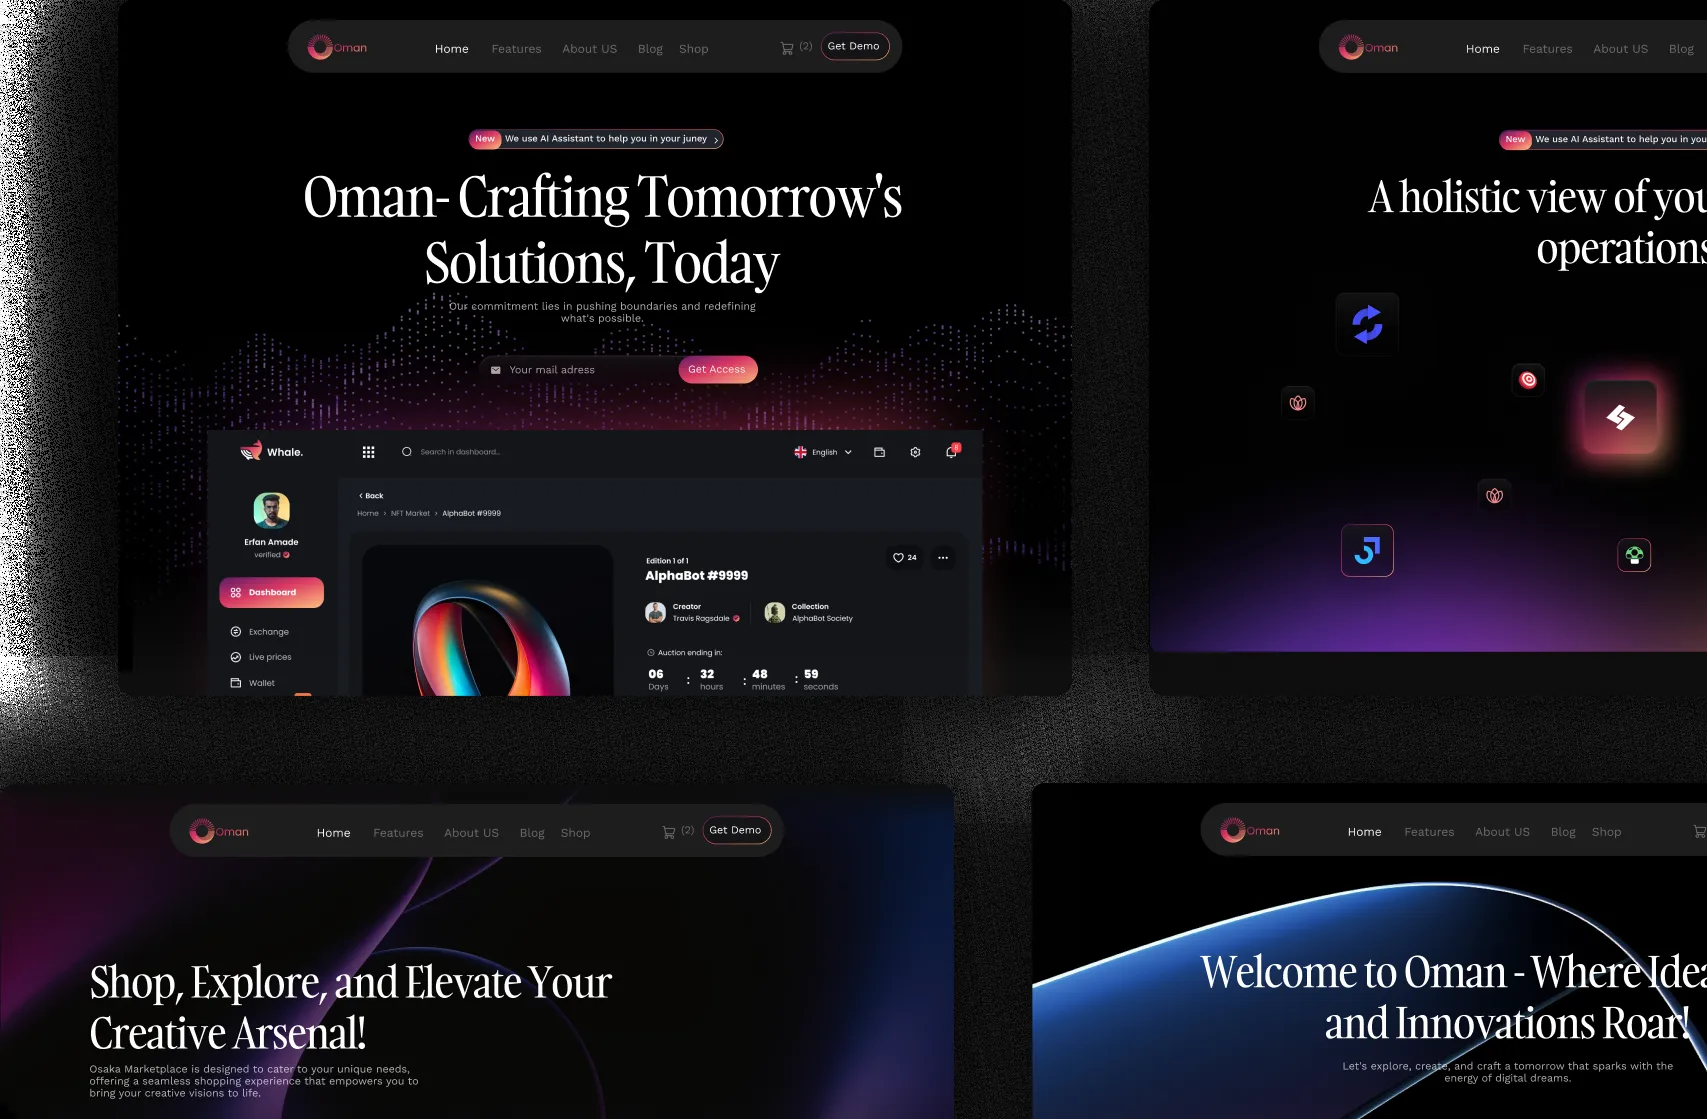 Oman
Home Features About US Blog Shop (2) Get Demo
New We use AI Assistant to help you in your juney
Oman- Crafting Tomorrow's
Solutions, Today
Our commitment lies in pushing boundaries and redefining
what's possible.
Your mail adress Get Access
Whale. Search in dashboard... English
Back
Home > NFT Market > AlphaBot #9999
Erfan Amade
verified
Dashboard
Exchange
Live prices
Wallet
Edition 1 of 1
AlphaBot #9999
24
Creator
Travis Ragsdale
Collection
AlphaBot Society
Auction ending in:
06 : 32 : 48 : 59
Days hours minutes seconds
Oman
Home Features About US Blog
New We use AI Assistant to help you in you
A holistic view of you
operations
Oman
Home Features About US Blog Shop (2) Get Demo
Shop, Explore, and Elevate Your
Creative Arsenal!
Osaka Marketplace is designed to cater to your unique needs,
offering a seamless shopping experience that empowers you to
bring your creative visions to life.
Oman
Home Features About US Blog Shop
Welcome to Oman - Where Idea
and Innovations Roar!
Let's explore, create, and craft a tomorrow that sparks with the
energy of digital dreams.